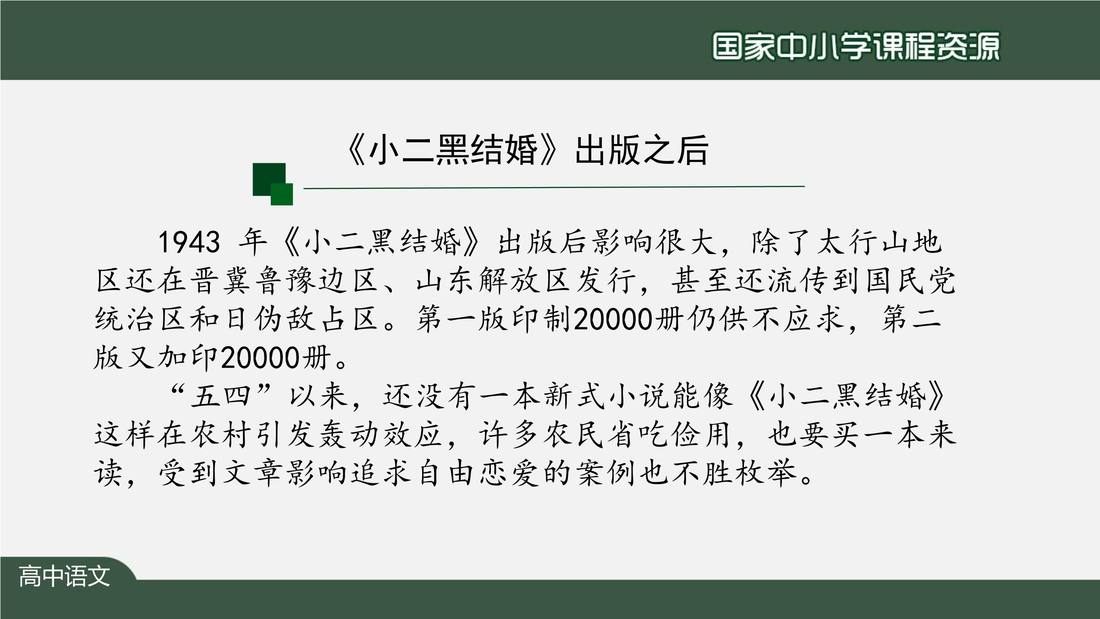 国家中小学课程资源
《小二黑结婚》出版之后
1943 年《小二黑结婚》出版后影响很大，除了太行山地
区还在晋冀鲁豫边区、山东解放区发行，甚至还流传到国民党
统治区和日伪敌占区。第一版印制20000册仍供不应求，第二
版又加印20000册。
“五四”以来，还没有一本新式小说能像《小二黑结婚》
这样在农村引发轰动效应，许多农民省吃俭用，也要买一本来
读，受到文章影响追求自由恋爱的案例也不胜枚举。
高中语文